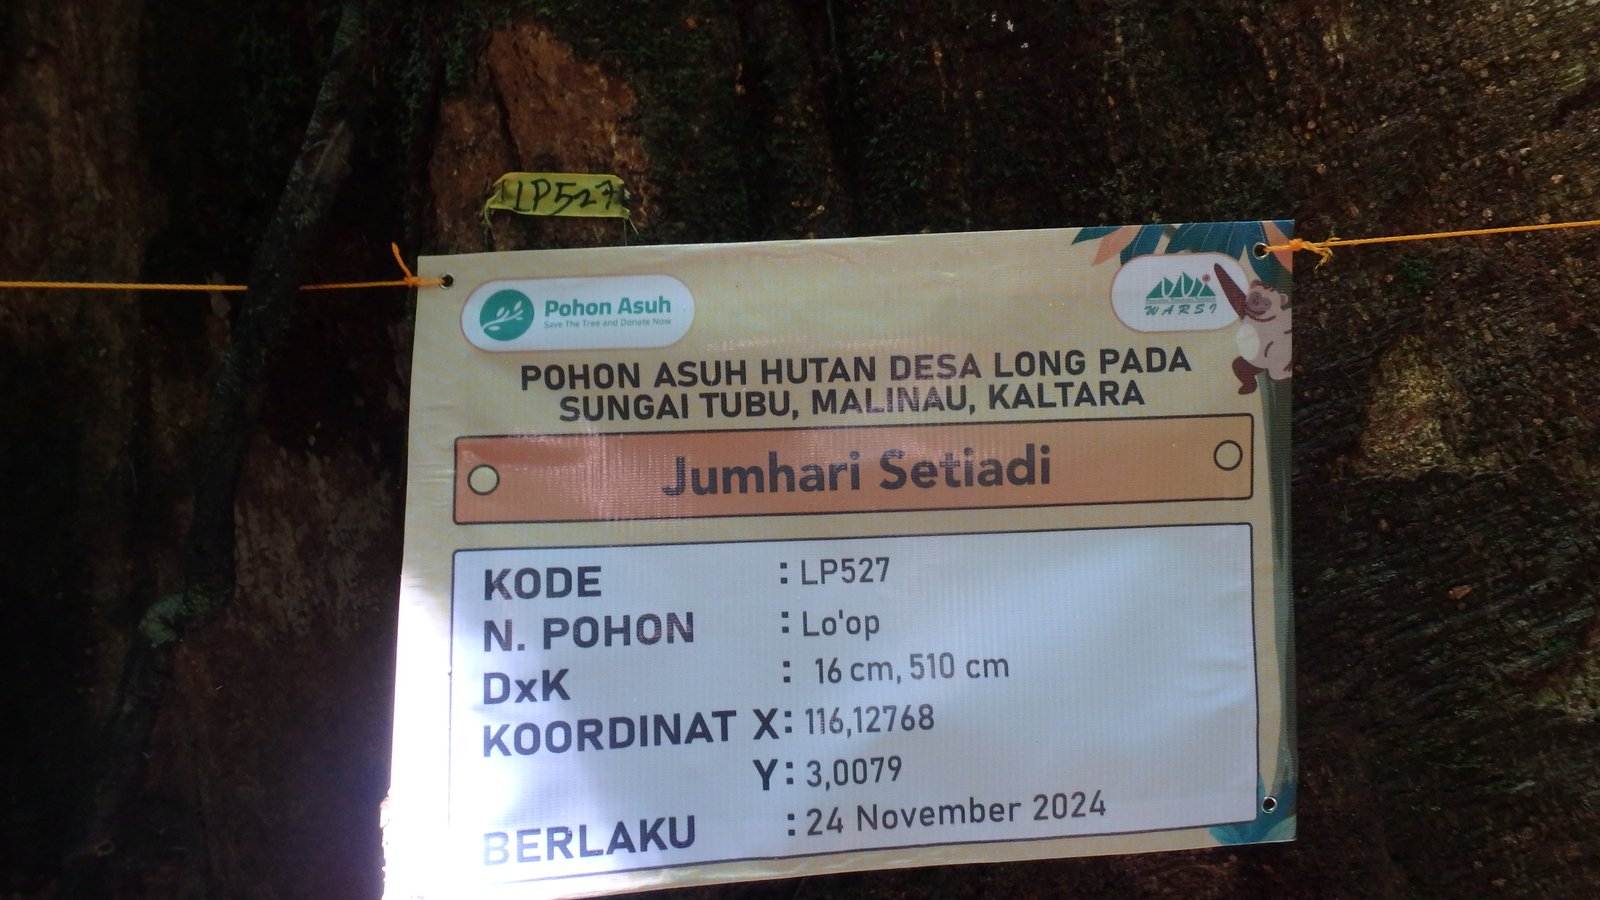 LP527
Pohon Asuh
Save The Tree and Donate Now
WARSI
POHON ASUH HUTAN DESA LONG PADA
SUNGAI TUBU, MALINAU, KALTARA
Jumhari Setiadi
KODE : LP527
N. POHON : Lo'op
DxK : 16 cm, 510 cm
KOORDINAT X: 116,12768
Y: 3,0079
BERLAKU : 24 November 2024